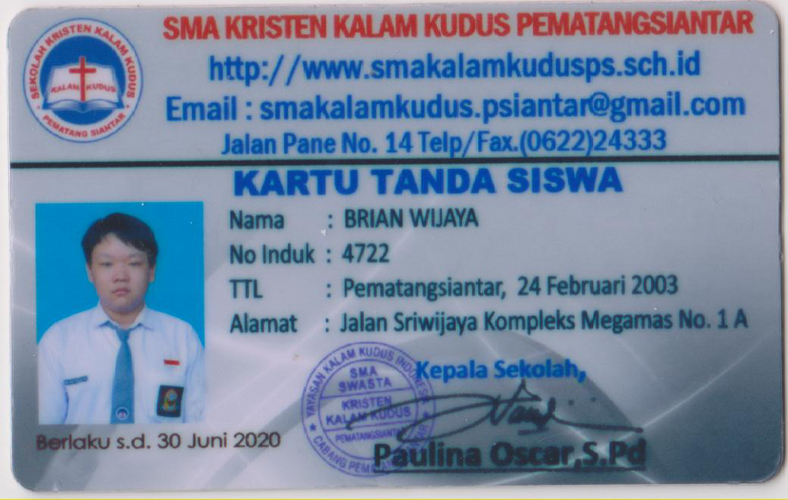 SEKOLAH KRISTEN KALAM KUDUS
KALAM KUDUS
PEMATANG SIANTAR
SMA KRISTEN KALAM KUDUS PEMATANGSIANTAR
http://www.smakalamkudusps.sch.id
Email : smakalamkudus.psiantar@gmail.com
Jalan Pane No. 14 Telp/Fax.(0622)24333
KARTU TANDA SISWA
Nama : BRIAN WIJAYA
No Induk : 4722
TTL : Pematangsiantar, 24 Februari 2003
Alamat : Jalan Sriwijaya Kompleks Megamas No. 1 A
Berlaku s.d. 30 Juni 2020
YAYASAN KALAM KUDUS INDONESIA
SMA
SWASTA
KRISTEN
KALAM KUDUS
PEMATANGSIANTAR
CABANG
Kepala Sekolah,
Paulina Oscar,S.Pd